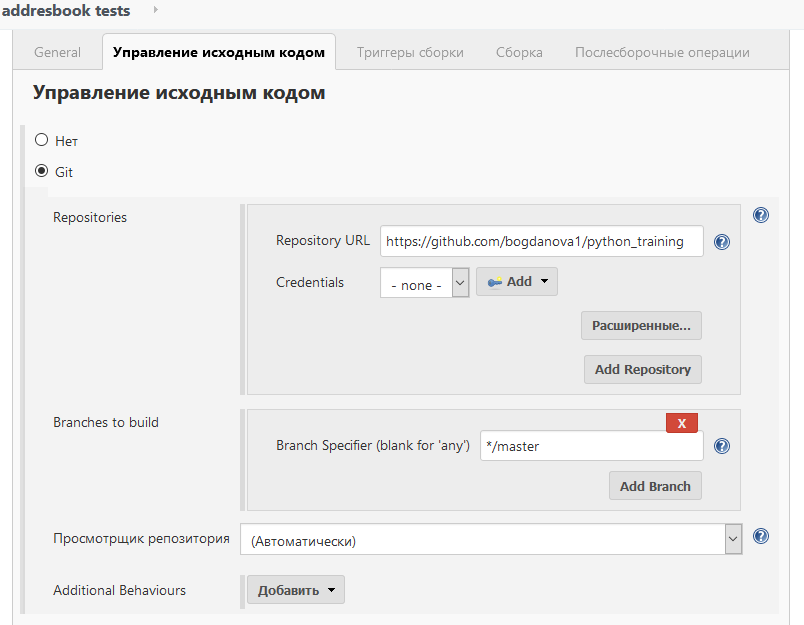 addresbook tests
General Управление исходным кодом Триггеры сборки Сборка Послесборочные операции
Управление исходным кодом
Нет
Git
Repositories
Repository URL https://github.com/bogdanova1/python_training
Credentials - none - Add
Расширенные...
Add Repository
Branches to build
X
Branch Specifier (blank for 'any') */master
Add Branch
Просмотрщик репозитория (Автоматически)
Additional Behaviours Добавить